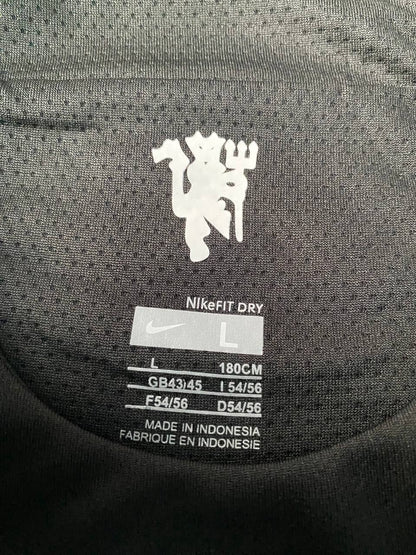 NIkeFIT DRY
L
L 180CM
GB43)45 I 54/56
F54/56 D54/56
MADE IN INDONESIA
FABRIQUE EN INDONESIE